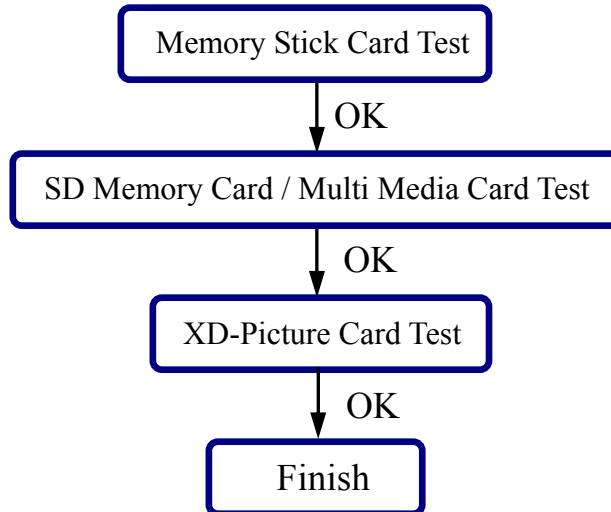 Memory Stick Card Test
OK
SD Memory Card / Multi Media Card Test
OK
XD-Picture Card Test
OK
Finish